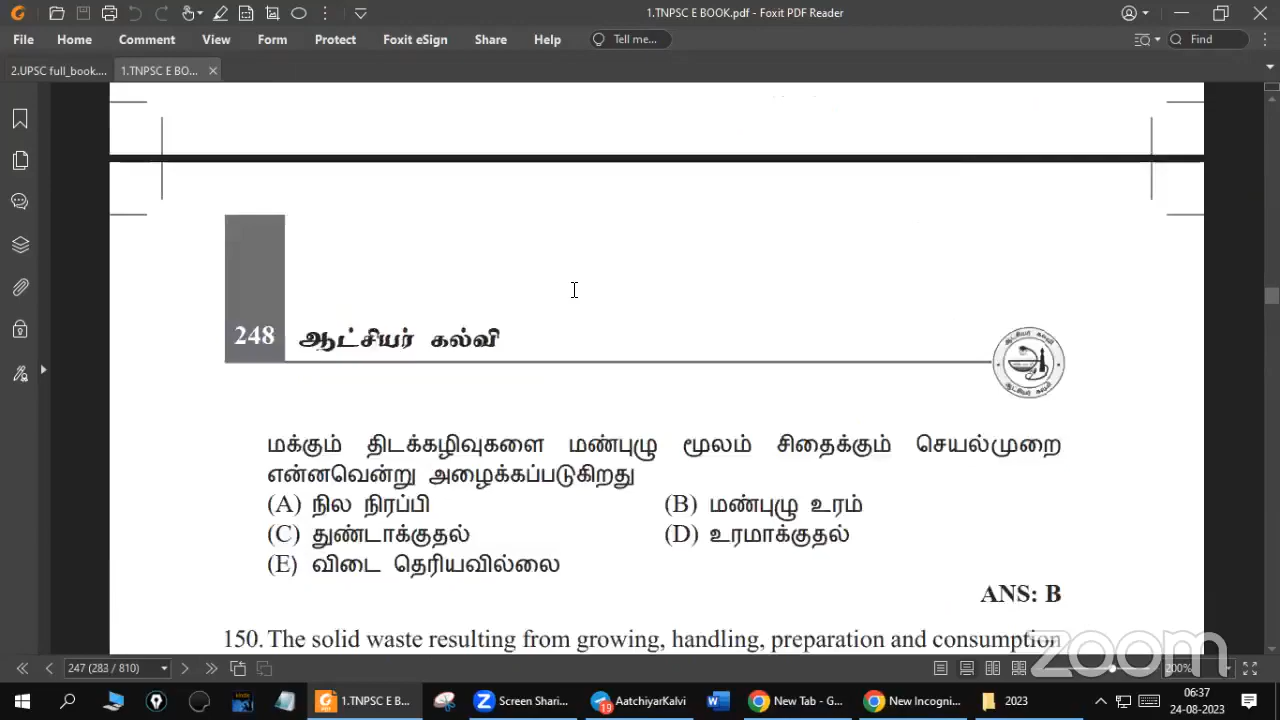 1.TNPSC E BOOK.pdf - Foxit PDF Reader
File Home Comment View Form Protect Foxit eSign Share Help Tell me... Find
2.UPSC full_book.... 1.TNPSC E BO...
248 ஆட்சியர் கல்வி
மக்கும் திடக்கழிவுகளை மண்புழு மூலம் சிதைக்கும் செயல்முறை
என்னவென்று அழைக்கப்படுகிறது
(A) நில நிரப்பி (B) மண்புழு உரம்
(C) துண்டாக்குதல் (D) உரமாக்குதல்
(E) விடை தெரியவில்லை
ANS: B
150. The solid waste resulting from growing, handling, preparation and consumption
zoom
247 (283 / 810) 200%
1.TNPSC E B... Screen Shari... 19 AatchiyarKalvi New Tab - G... New Incogni... 2023 06:37
24-08-2023